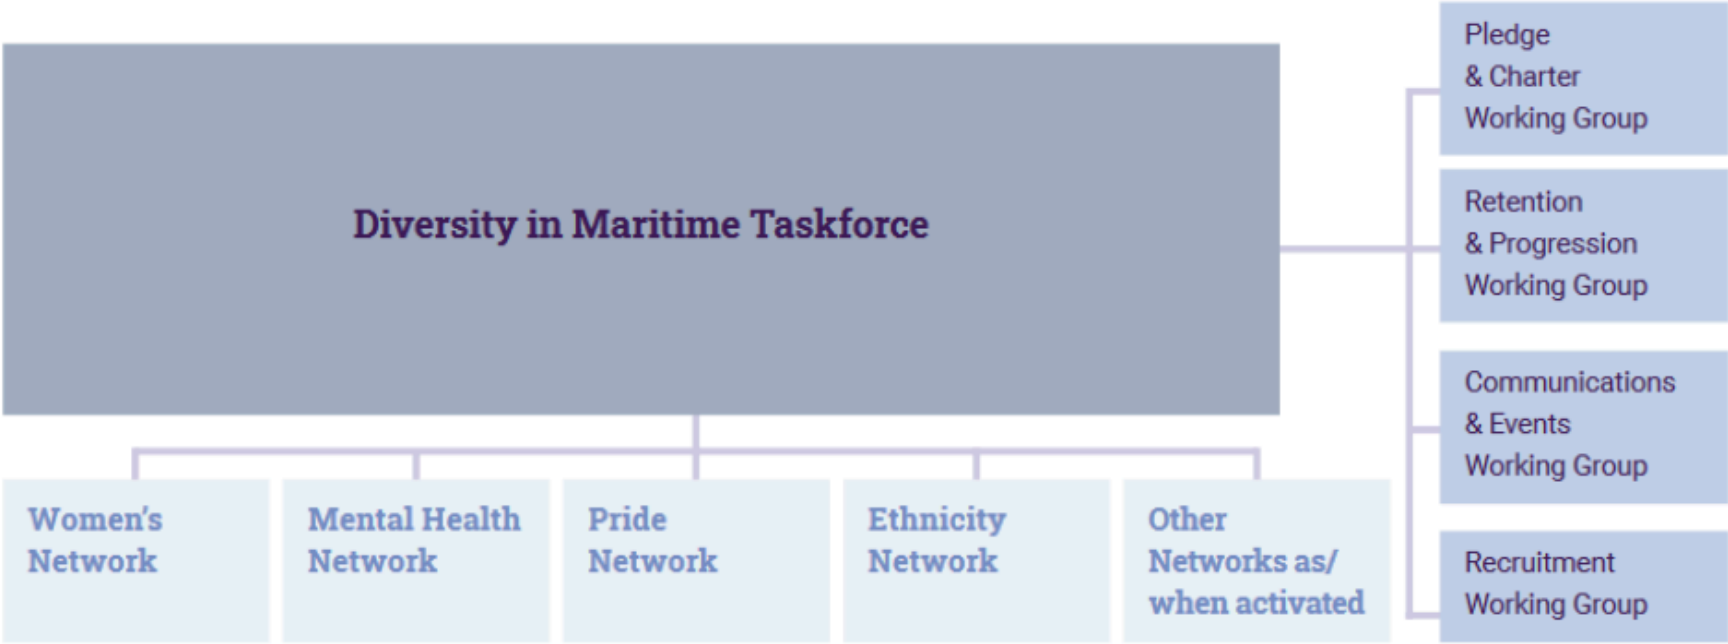 Diversity in Maritime Taskforce
Pledge
& Charter
Working Group
Retention
& Progression
Working Group
Communications
& Events
Working Group
Recruitment
Working Group
Women’s
Network
Mental Health
Network
Pride
Network
Ethnicity
Network
Other
Networks as/
when activated